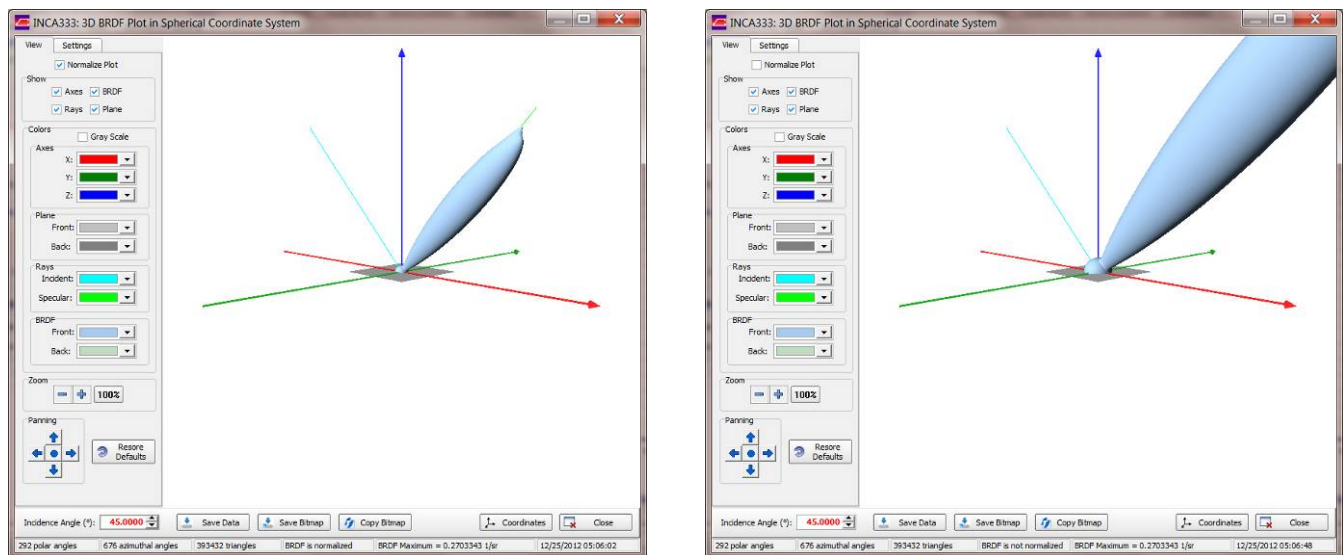 INCA333: 3D BRDF Plot in Spherical Coordinate System
View Settings
Normalize Plot
Show
Axes BRDF
Rays Plane
Colors
Gray Scale
Axes
X:
Y:
Z:
Plane
Front:
Back:
Rays
Incident:
Specular:
BRDF
Front:
Back:
Zoom
100%
Panning
Resore
Defaults
Incidence Angle (°): 45.0000 Save Data Save Bitmap Copy Bitmap Coordinates Close
292 polar angles 676 azimuthal angles 393432 triangles BRDF is normalized BRDF Maximum = 0.2703343 1/sr 12/25/2012 05:06:02
INCA333: 3D BRDF Plot in Spherical Coordinate System
View Settings
Normalize Plot
Show
Axes BRDF
Rays Plane
Colors
Gray Scale
Axes
X:
Y:
Z:
Plane
Front:
Back:
Rays
Incident:
Specular:
BRDF
Front:
Back:
Zoom
100%
Panning
Resore
Defaults
Incidence Angle (°): 45.0000 Save Data Save Bitmap Copy Bitmap Coordinates Close
292 polar angles 676 azimuthal angles 393432 triangles BRDF is not normalized BRDF Maximum = 0.2703343 1/sr 12/25/2012 05:06:48